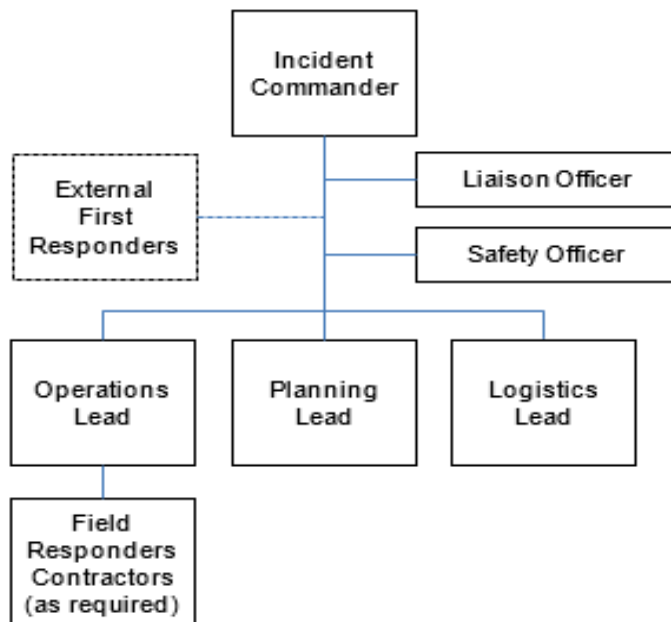 Incident
Commander
External
First
Responders
Liaison Officer
Safety Officer
Operations
Lead
Planning
Lead
Logistics
Lead
Field
Responders
Contractors
(as required)